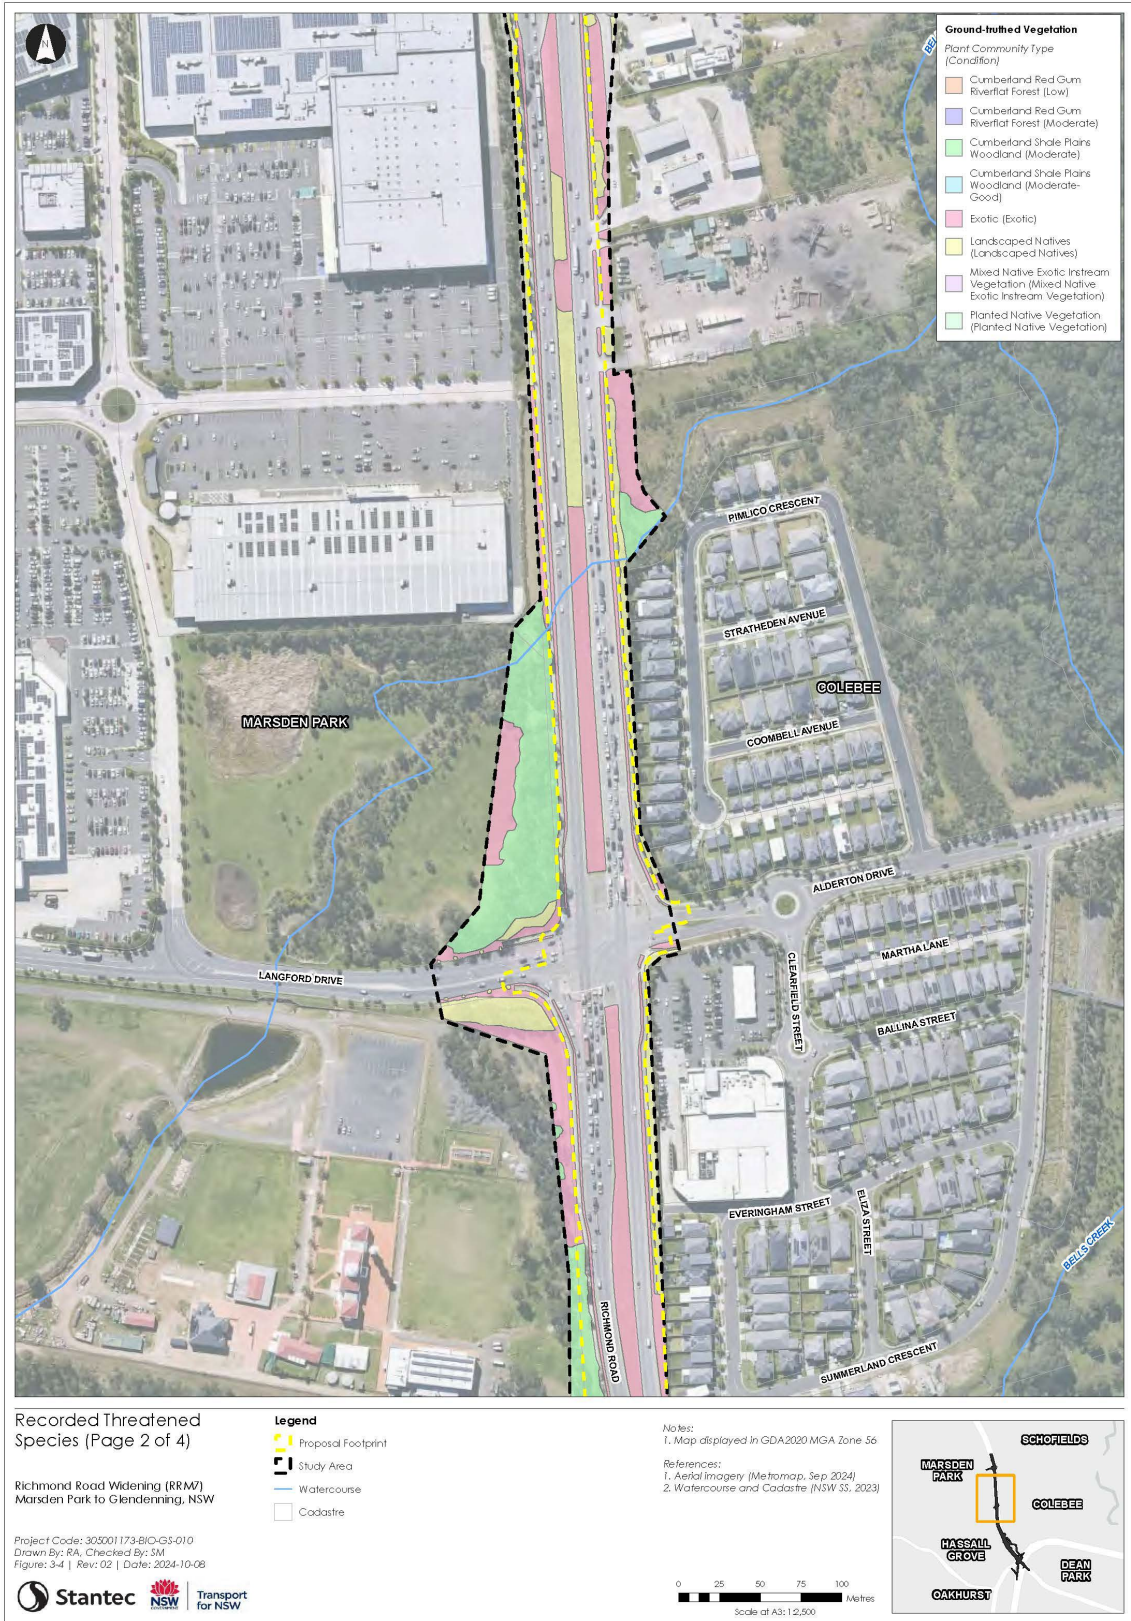 N
BEL
Ground-truthed Vegetation
Plant Community Type
(Condition)
Cumberland Red Gum
Riverflat Forest (Low)
Cumberland Red Gum
Riverflat Forest (Moderate)
Cumberland Shale Plains
Woodland (Moderate)
Cumberland Shale Plains
Woodland (Moderate-
Good)
Exotic (Exotic)
Landscaped Natives
(Landscaped Natives)
Mixed Native Exotic Instream
Vegetation (Mixed Native
Exotic Instream Vegetation)
Planted Native Vegetation
(Planted Native Vegetation)
PIMLICO CRESCENT
STRATHEDEN AVENUE
COLEBEE
MARSDEN PARK
COOMBELL AVENUE
ALDERTON DRIVE
MARTHA LANE
LANGFORD DRIVE
CLEARFIELD STREET
BALLINA STREET
EVERINGHAM STREET
ELIZA STREET
BELLS CREEK
RICHMOND ROAD
SUMMERLAND CRESCENT
Recorded Threatened
Species (Page 2 of 4)
Richmond Road Widening (RRM7)
Marsden Park to Glendenning, NSW
Project Code: 305001173-BIO-GS-010
Drawn By: RA, Checked By: SM
Figure: 3-4 | Rev: 02 | Date: 2024-10-08
Stantec
NSW
GOVERNMENT
Transport
for NSW
Legend
Proposal Footprint
Study Area
Watercourse
Cadastre
Notes:
1. Map displayed in GDA2020 MGA Zone 56
References:
1. Aerial imagery (Metromap, Sep 2024)
2. Watercourse and Cadastre (NSW SS, 2023)
0 25 50 75 100
Metres
Scale at A3: 1:2,500
SCHOFIELDS
MARSDEN
PARK
COLEBEE
HASSALL
GROVE
DEAN
PARK
OAKHURST